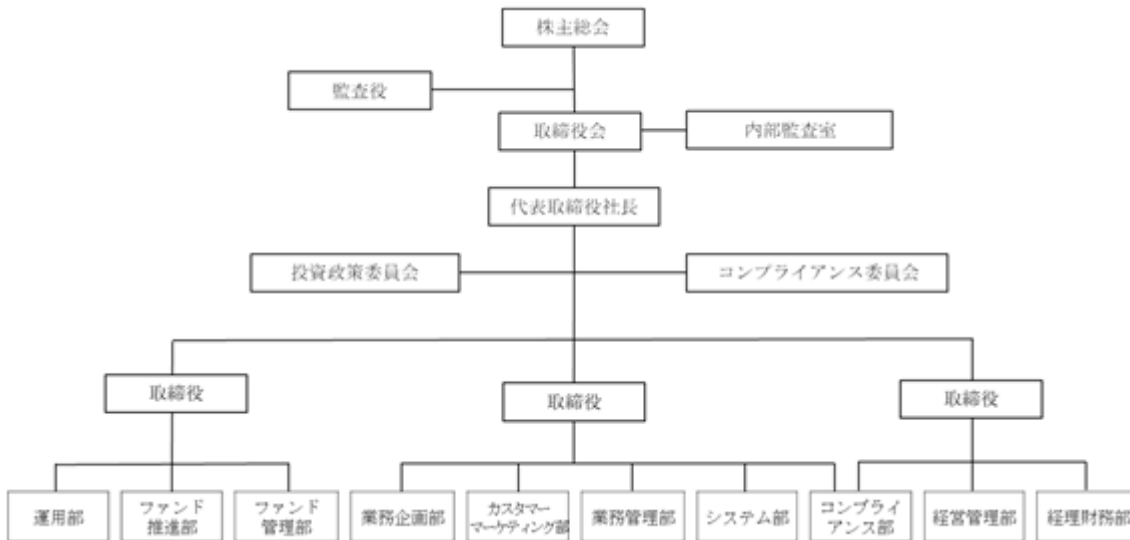 株主総会
監査役
取締役会
内部監査室
代表取締役社長
投資政策委員会
コンプライアンス委員会
取締役
取締役
取締役
運用部
ファンド
推進部
ファンド
管理部
業務企画部
カスタマー
マーケティング部
業務管理部
システム部
コンプライ
アンス部
経営管理部
経理財務部